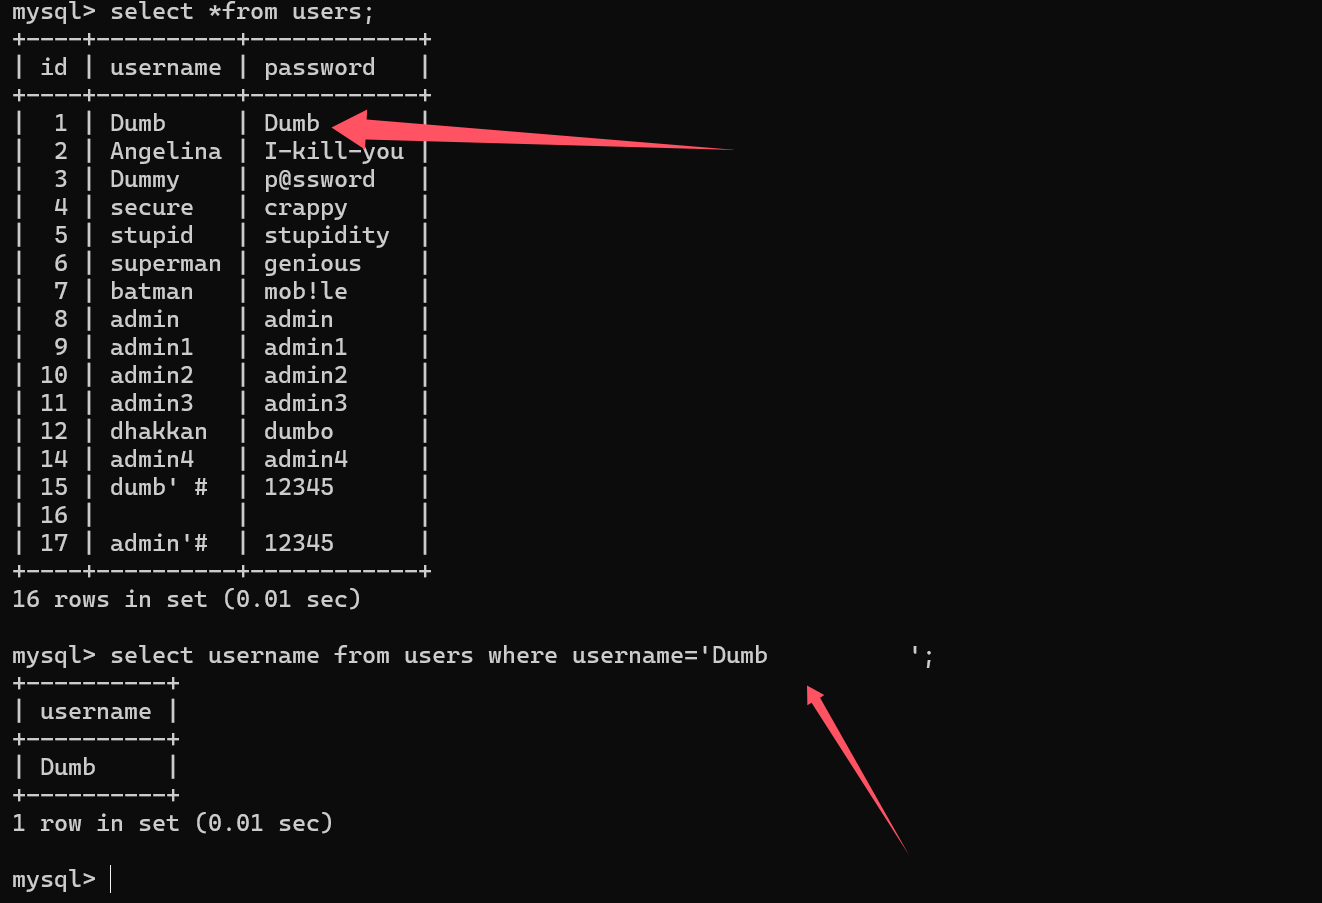 mysql> select *from users;
+----+----------+------------+
| id | username | password   |
+----+----------+------------+
|  1 | Dumb     | Dumb       |
|  2 | Angelina | I-kill-you |
|  3 | Dummy    | p@ssword   |
|  4 | secure   | crappy     |
|  5 | stupid   | stupidity  |
|  6 | superman | genious    |
|  7 | batman   | mob!le     |
|  8 | admin    | admin      |
|  9 | admin1   | admin1     |
| 10 | admin2   | admin2     |
| 11 | admin3   | admin3     |
| 12 | dhakkan  | dumbo      |
| 14 | admin4   | admin4     |
| 15 | dumb' #  | 12345      |
| 16 |          |            |
| 17 | admin'#  | 12345      |
+----+----------+------------+
16 rows in set (0.01 sec)
mysql> select username from users where username='Dumb          ';
+----------+
| username |
+----------+
| Dumb     |
+----------+
1 row in set (0.01 sec)
mysql>